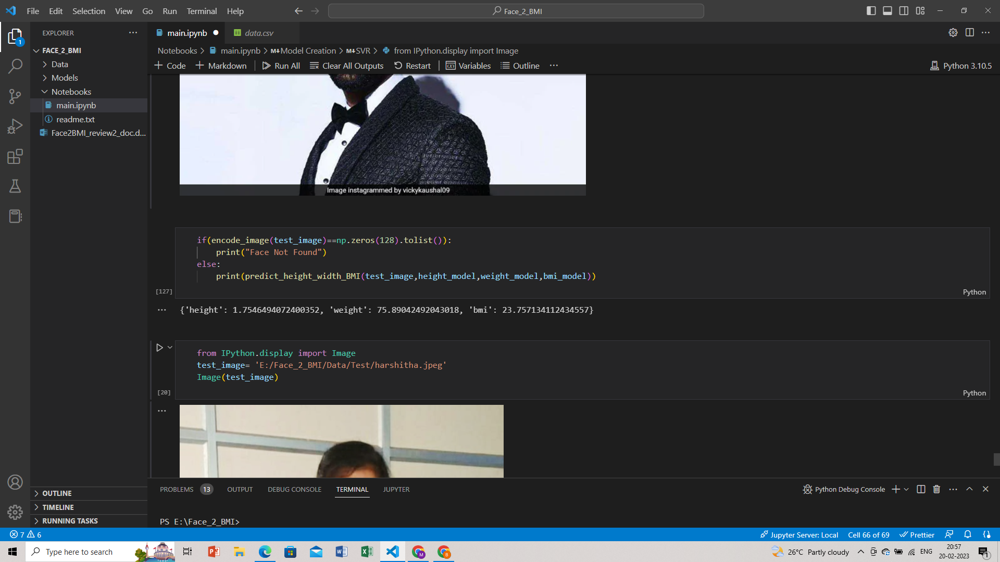 File Edit Selection View Go Run Terminal Help
Face_2_BMI
EXPLORER
1
FACE_2_BMI
Data
Models
Notebooks
main.ipynb
readme.txt
Face2BMI_review2_doc.d...
OUTLINE
TIMELINE
RUNNING TASKS
main.ipynb
data.csv
Notebooks > main.ipynb > M↓Model Creation > M↓SVR > from IPython.display import Image
+ Code + Markdown Run All Clear All Outputs Restart Variables Outline ... Python 3.10.5
Image instagrammed by vickykaushal09
if(encode_image(test_image)==np.zeros(128).tolist()):
print("Face Not Found")
else:
print(predict_height_width_BMI(test_image,height_model,weight_model,bmi_model))
[127]
Python
{'height': 1.7546494072400352, 'weight': 75.89042492043018, 'bmi': 23.757134112434557}
from IPython.display import Image
test_image= 'E:/Face_2_BMI/Data/Test/harshitha.jpeg'
Image(test_image)
[20]
Python
PROBLEMS 13 OUTPUT DEBUG CONSOLE TERMINAL JUPYTER
Python Debug Console
PS E:\Face_2_BMI>
7 6
Jupyter Server: Local Cell 66 of 69 Prettier
Type here to search
26°C Partly cloudy
ENG
20:57
20-02-2023
1